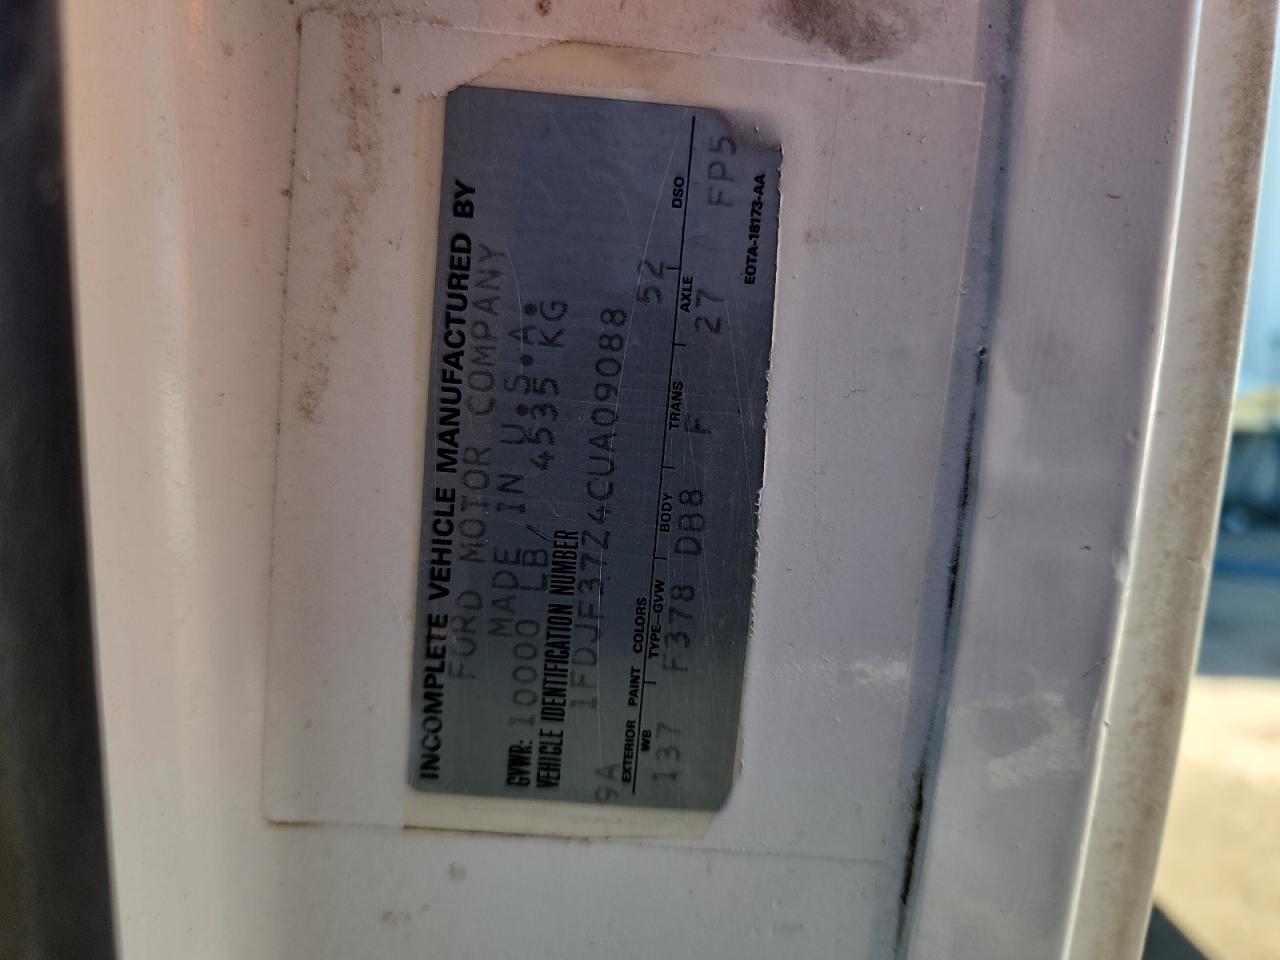 INCOMPLETE VEHICLE MANUFACTURED BY
FORD MOTOR COMPANY
MADE IN U.S.A.
GVWR: 10000 LB/ 4535 KG
VEHICLE IDENTIFICATION NUMBER
1FDJF37Z4CUA09088
9A 52
EXTERIOR PAINT COLORS DSO
WB TYPE-GVW BODY TRANS AXLE
137 F378 DB8 F 27 FP5
EOTA-18173-AA